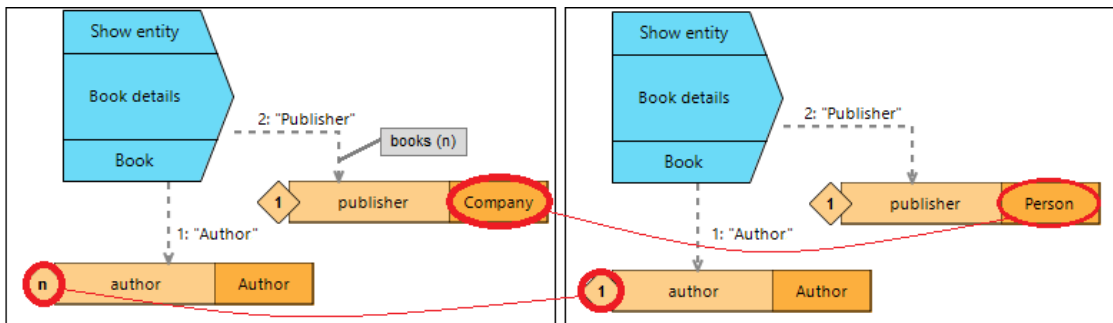 Show entity
Book details
Book
2: "Publisher"
books (n)
1
publisher
Company
1: "Author"
n
author
Author
Show entity
Book details
Book
2: "Publisher"
1
publisher
Person
1: "Author"
1
author
Author